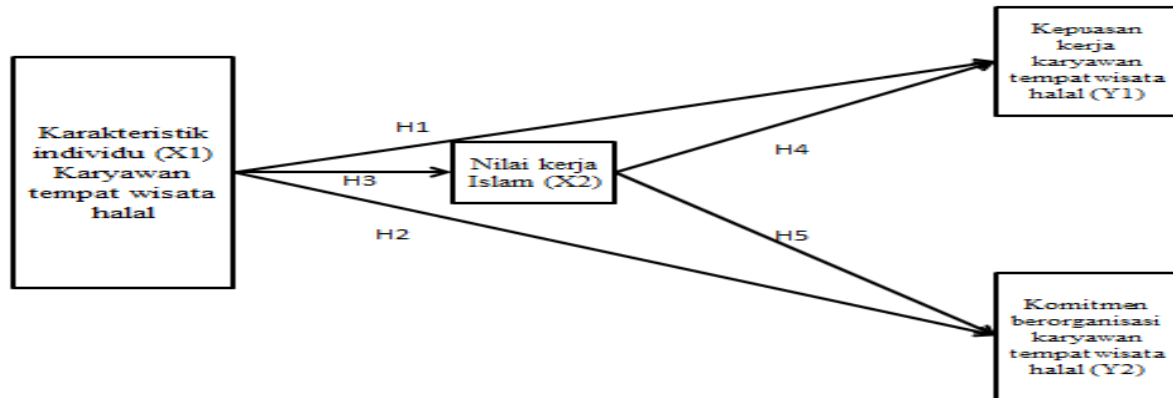 Karakteristik
individu (X1)
Karyawan
tempat wisata
halal
H1
H3
H2
Nilai kerja
Islam (X2)
H4
H5
Kepuasan
kerja
karyawan
tempat wisata
halal (Y1)
Komitmen
berorganisasi
karyawan
tempat wisata
halal (Y2)